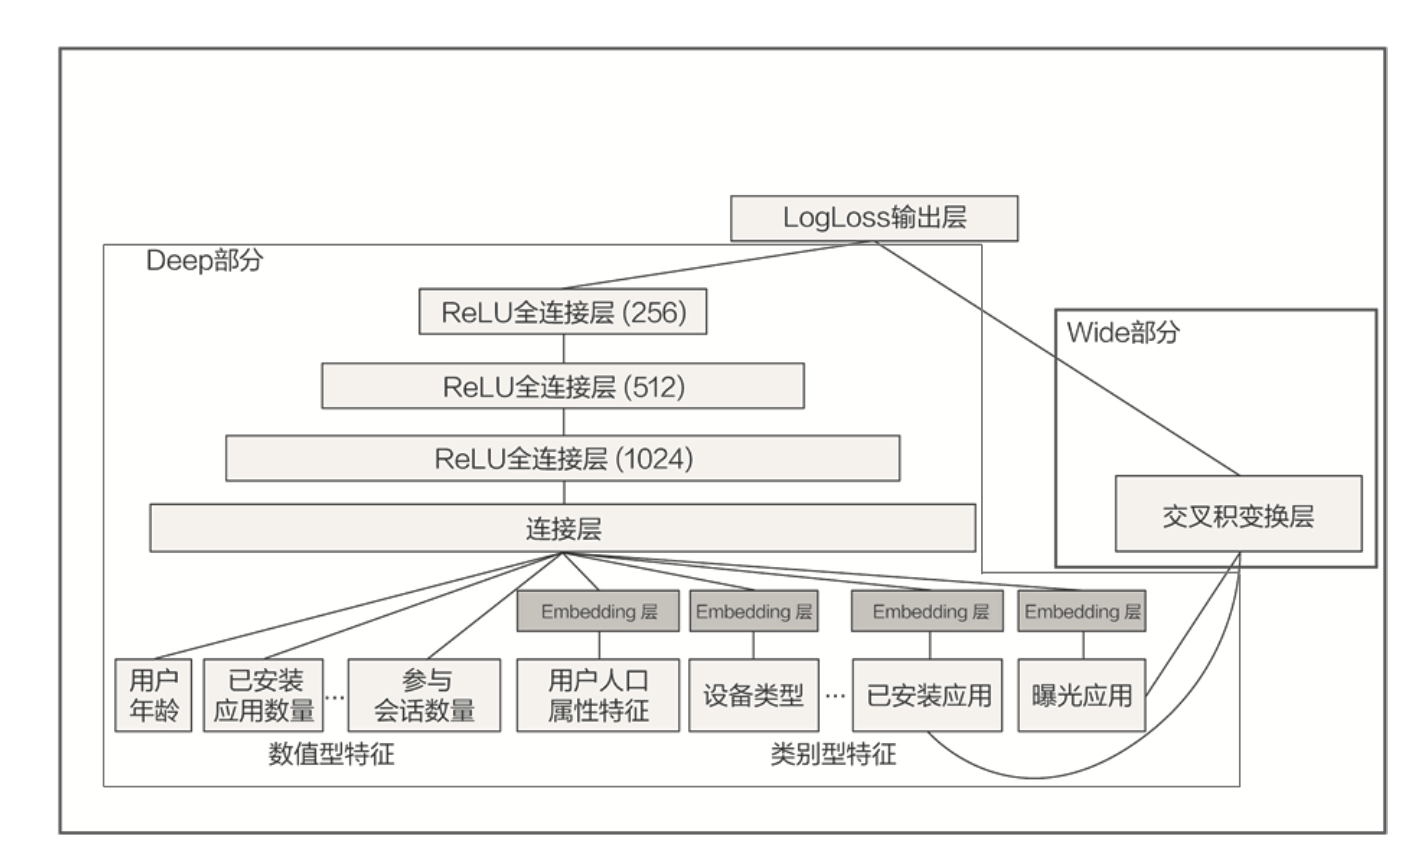 LogLoss输出层
Deep部分
ReLU全连接层 (256)
Wide部分
ReLU全连接层 (512)
ReLU全连接层 (1024)
交叉积变换层
连接层
Embedding 层
Embedding 层
Embedding 层
Embedding 层
用户
年龄
已安装
应用数量
...
参与
会话数量
用户人口
属性特征
设备类型
...
已安装应用
曝光应用
数值型特征
类别型特征